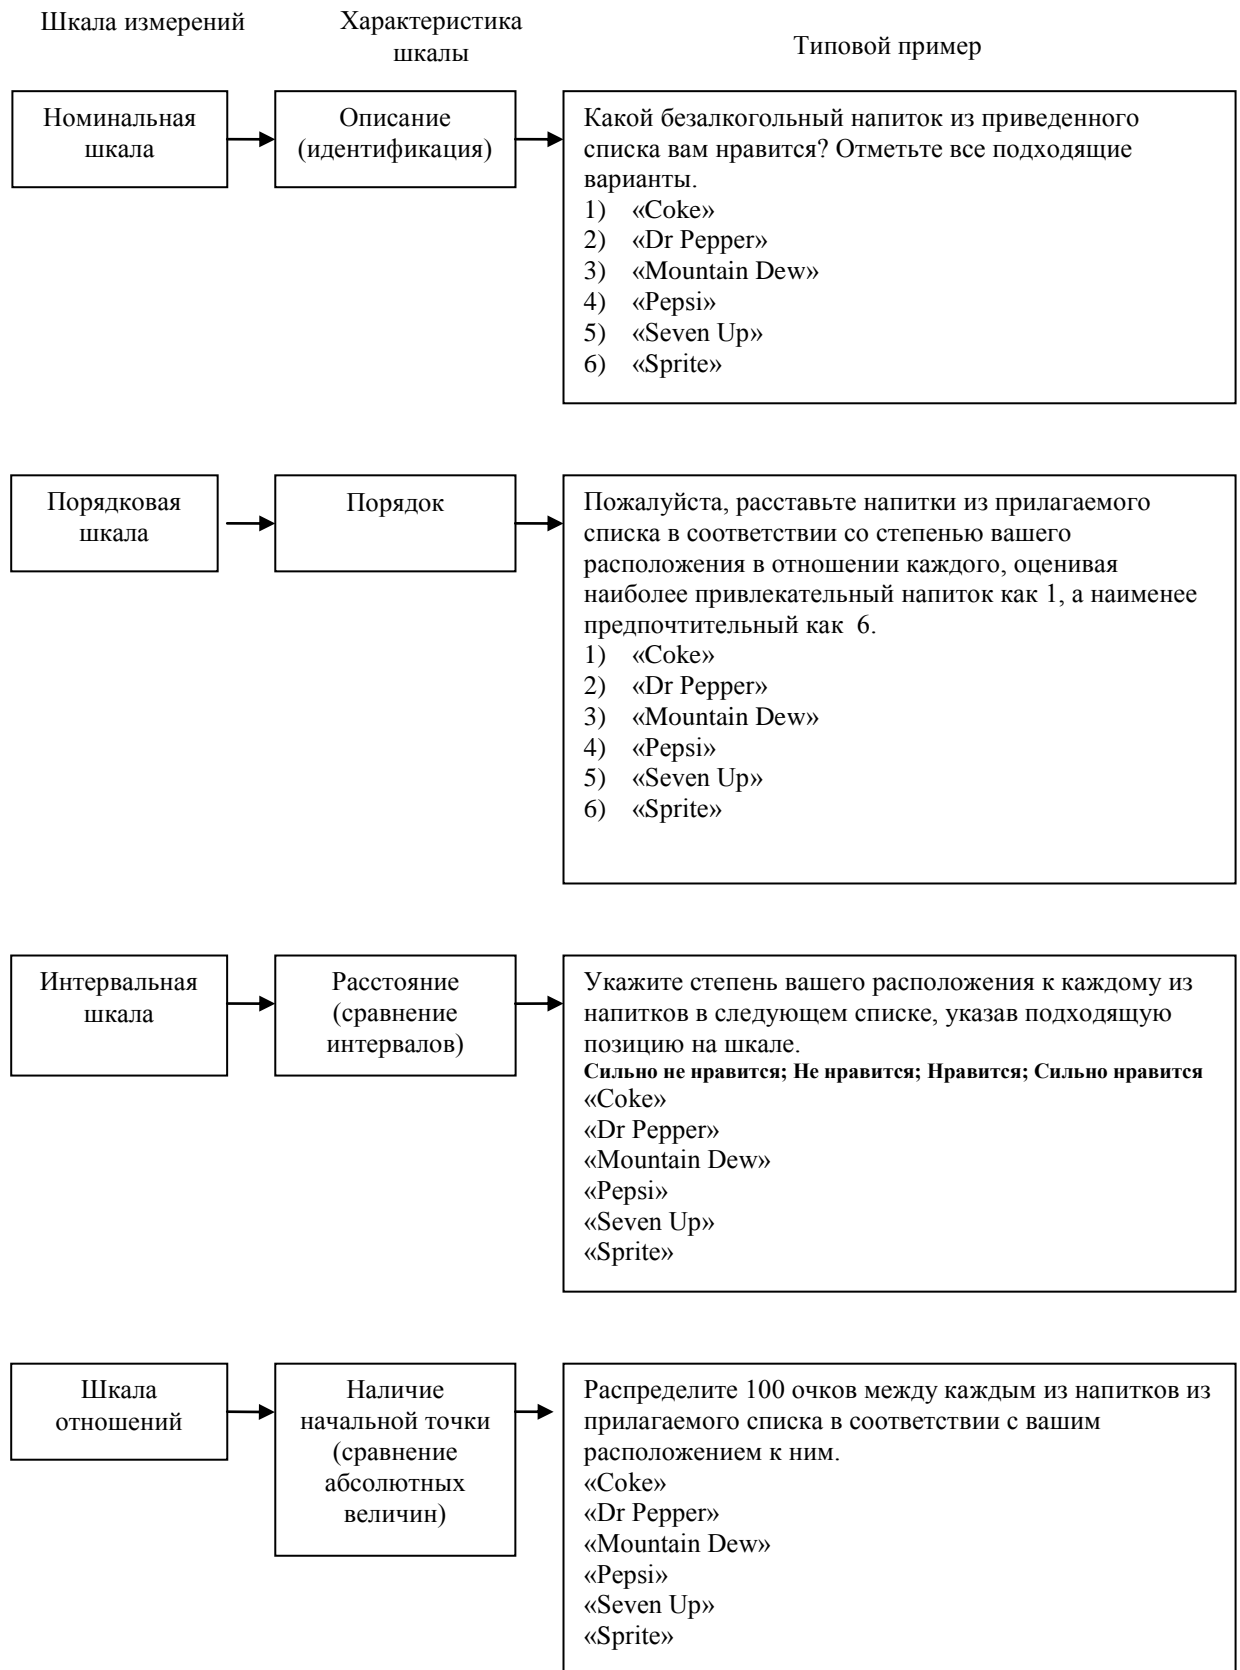 Шкала измерений
Характеристика
шкалы
Типовой пример
Номинальная
шкала
Описание
(идентификация)
Какой безалкогольный напиток из приведенного
списка вам нравится? Отметьте все подходящие
варианты.
1) «Coke»
2) «Dr Pepper»
3) «Mountain Dew»
4) «Pepsi»
5) «Seven Up»
6) «Sprite»
Порядковая
шкала
Порядок
Пожалуйста, расставьте напитки из прилагаемого
списка в соответствии со степенью вашего
расположения в отношении каждого, оценивая
наиболее привлекательный напиток как 1, а наименее
предпочтительный как 6.
1) «Coke»
2) «Dr Pepper»
3) «Mountain Dew»
4) «Pepsi»
5) «Seven Up»
6) «Sprite»
Интервальная
шкала
Расстояние
(сравнение
интервалов)
Укажите степень вашего расположения к каждому из
напитков в следующем списке, указав подходящую
позицию на шкале.
Сильно не нравится; Не нравится; Нравится; Сильно нравится
«Coke»
«Dr Pepper»
«Mountain Dew»
«Pepsi»
«Seven Up»
«Sprite»
Шкала
отношений
Наличие
начальной точки
(сравнение
абсолютных
величин)
Распределите 100 очков между каждым из напитков из
прилагаемого списка в соответствии с вашим
расположением к ним.
«Coke»
«Dr Pepper»
«Mountain Dew»
«Pepsi»
«Seven Up»
«Sprite»